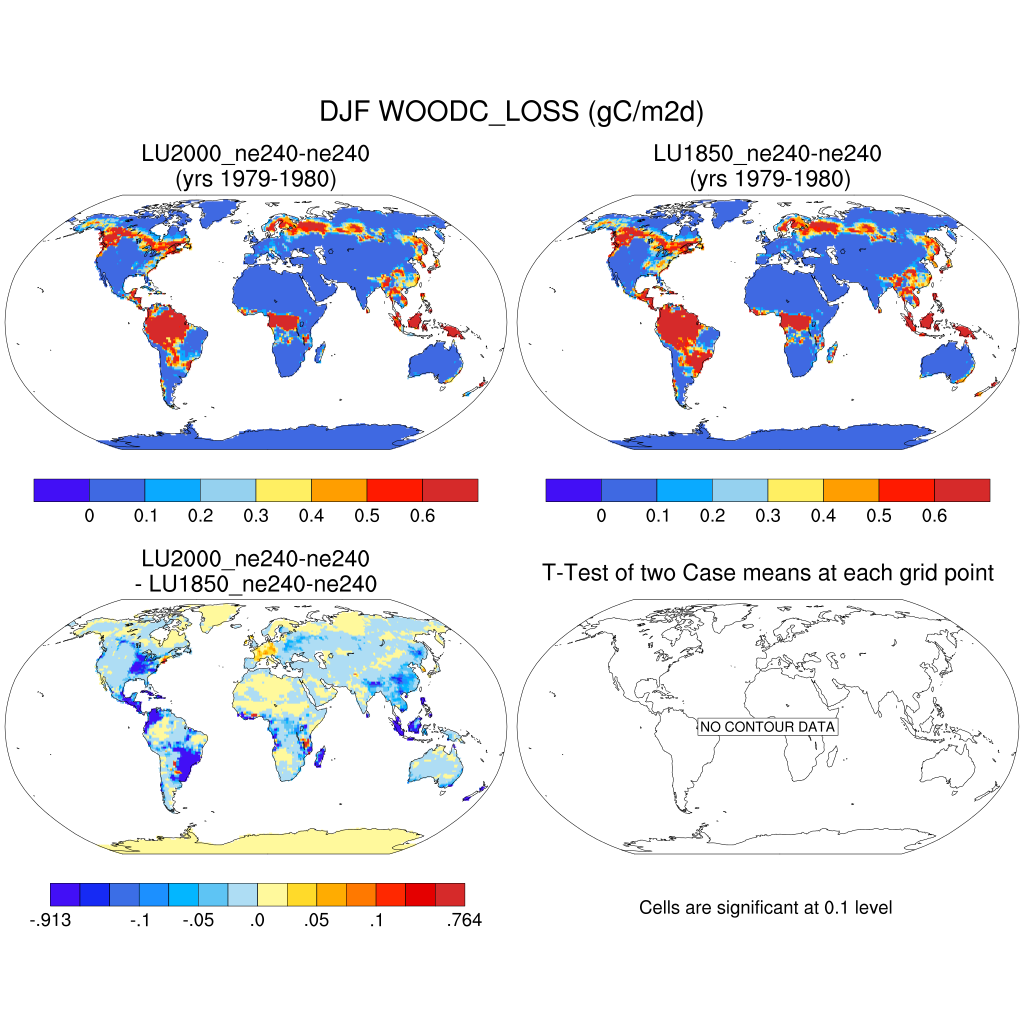 DJF WOODC_LOSS (gC/m2d)
LU2000_ne240-ne240
(yrs 1979-1980)
LU1850_ne240-ne240
(yrs 1979-1980)
0 0.1 0.2 0.3 0.4 0.5 0.6
0 0.1 0.2 0.3 0.4 0.5 0.6
LU2000_ne240-ne240
- LU1850_ne240-ne240
T-Test of two Case means at each grid point
NO CONTOUR DATA
-.913 -.1 -.05 .0 .05 .1 .764
Cells are significant at 0.1 level